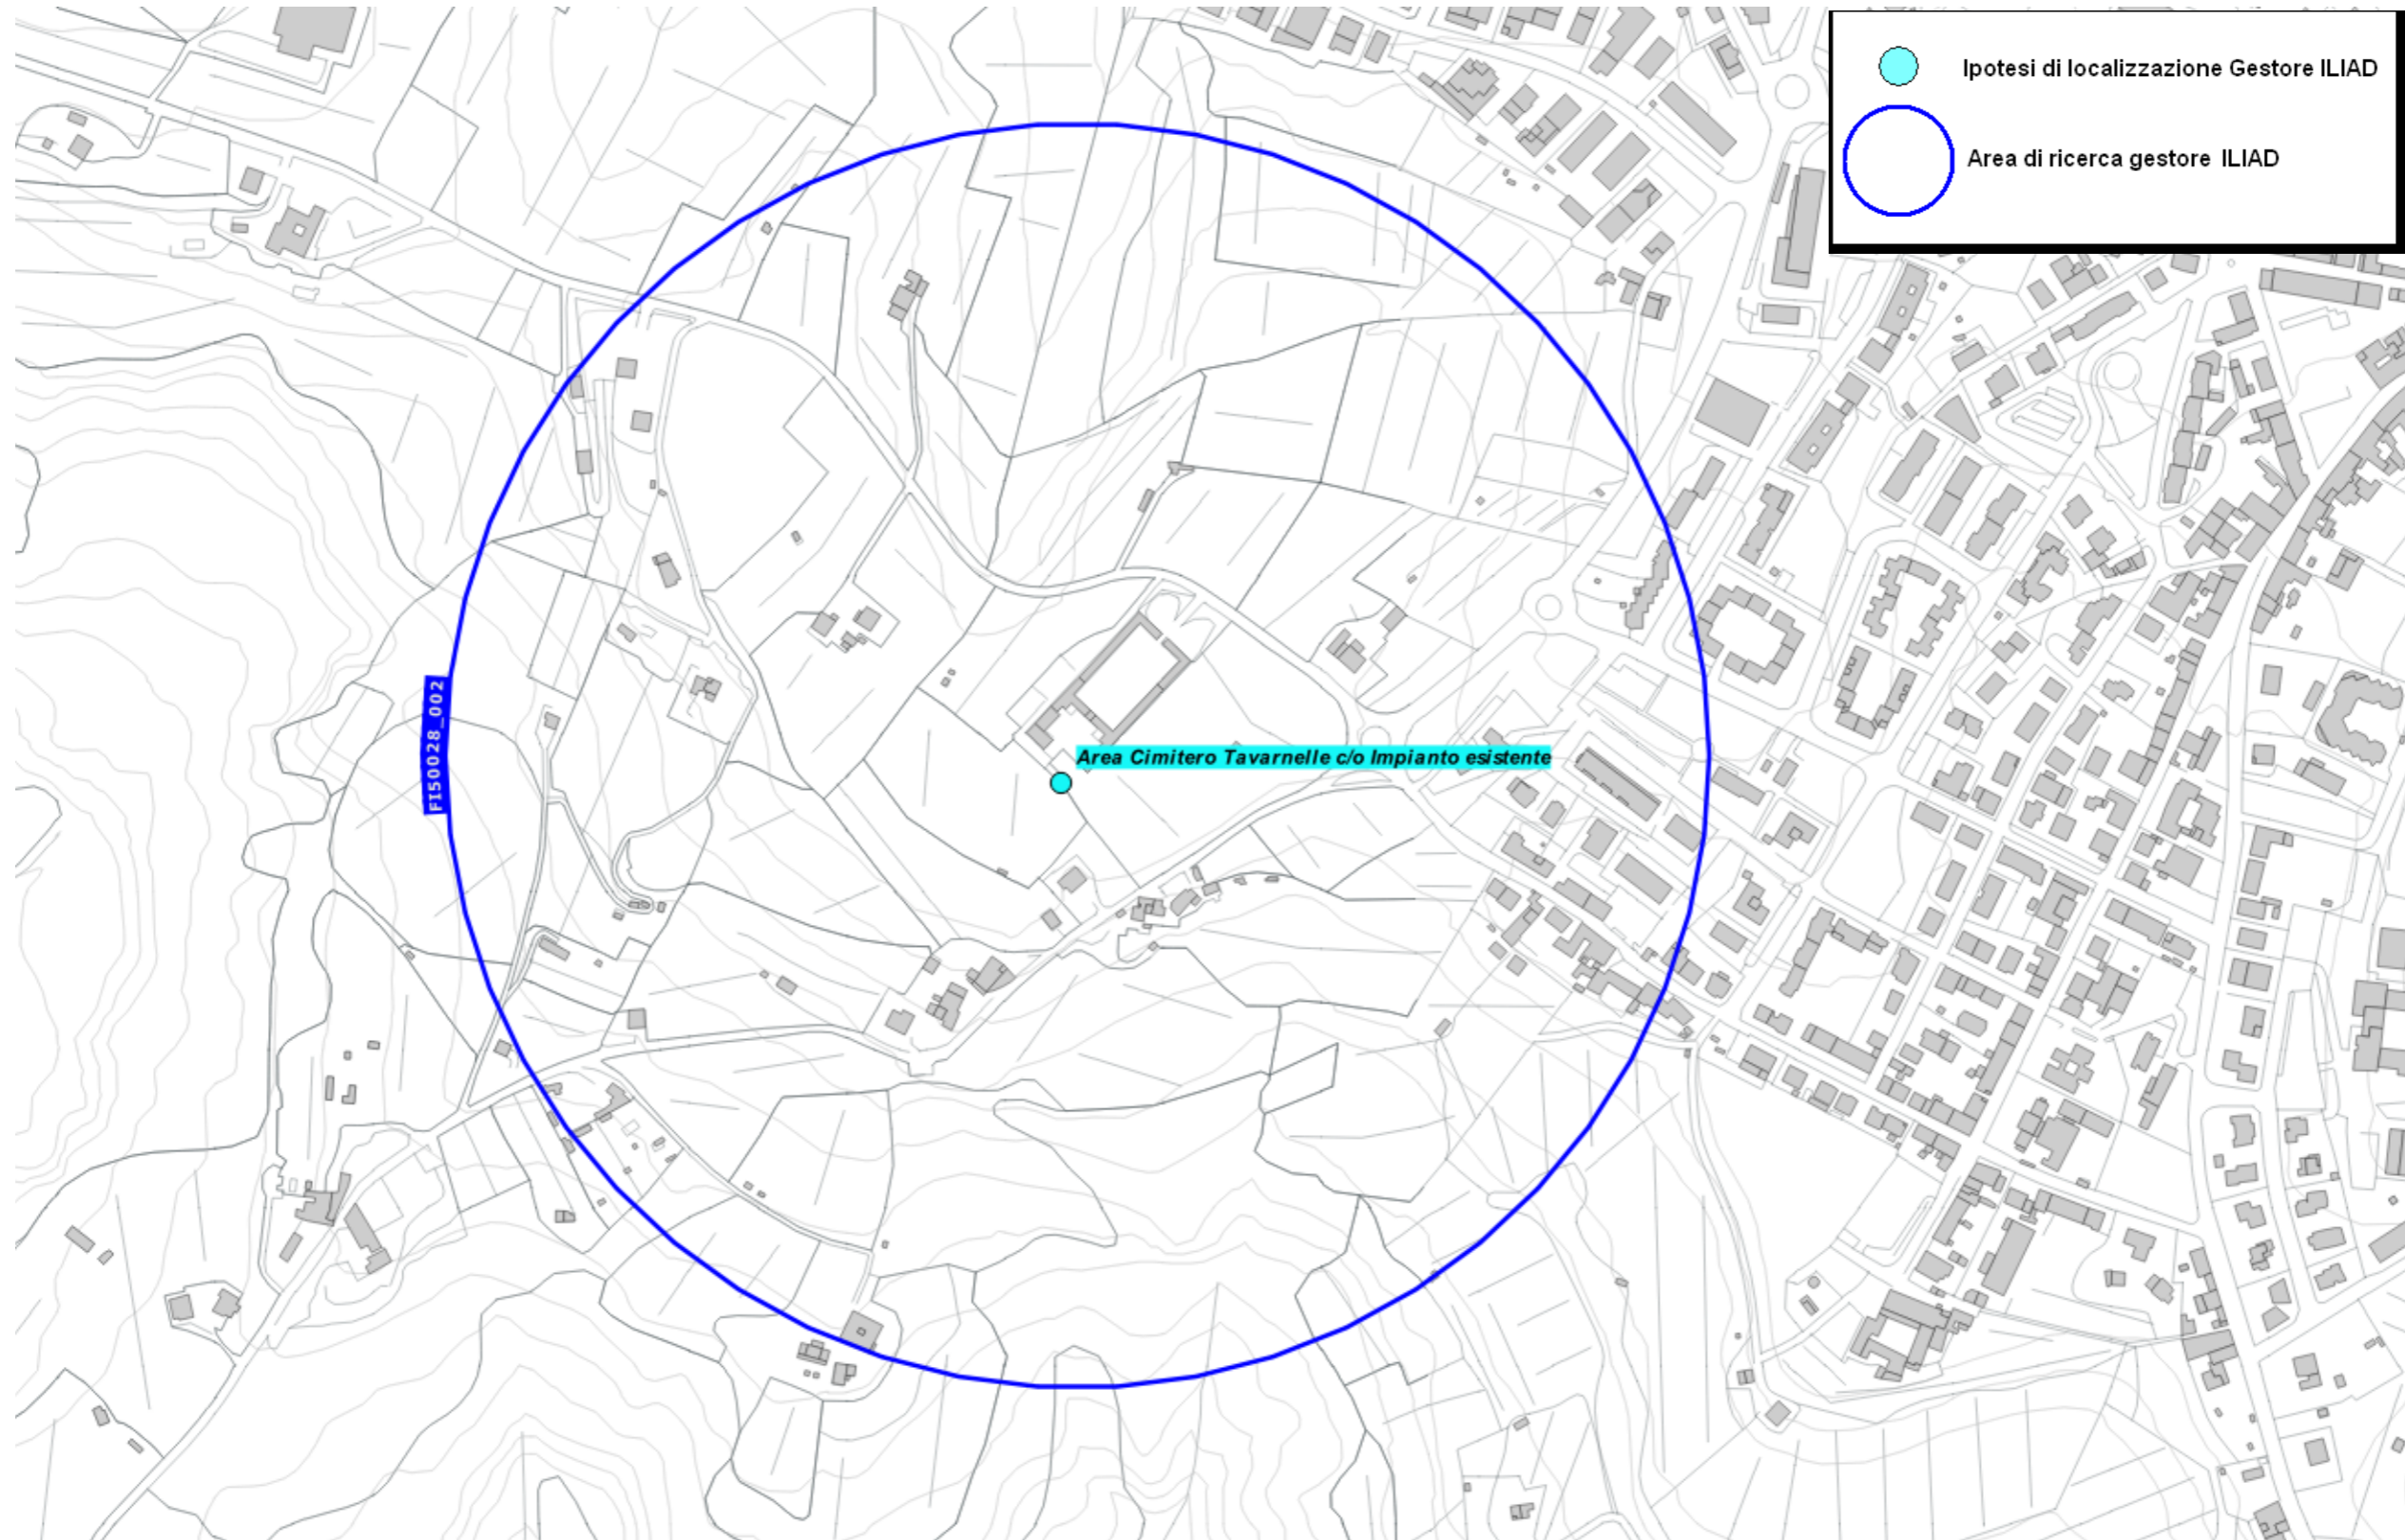 Ipotesi di localizzazione Gestore ILIAD
Area di ricerca gestore ILIAD
FI50028_002
Area Cimitero Tavarnelle c/o Impianto esistente